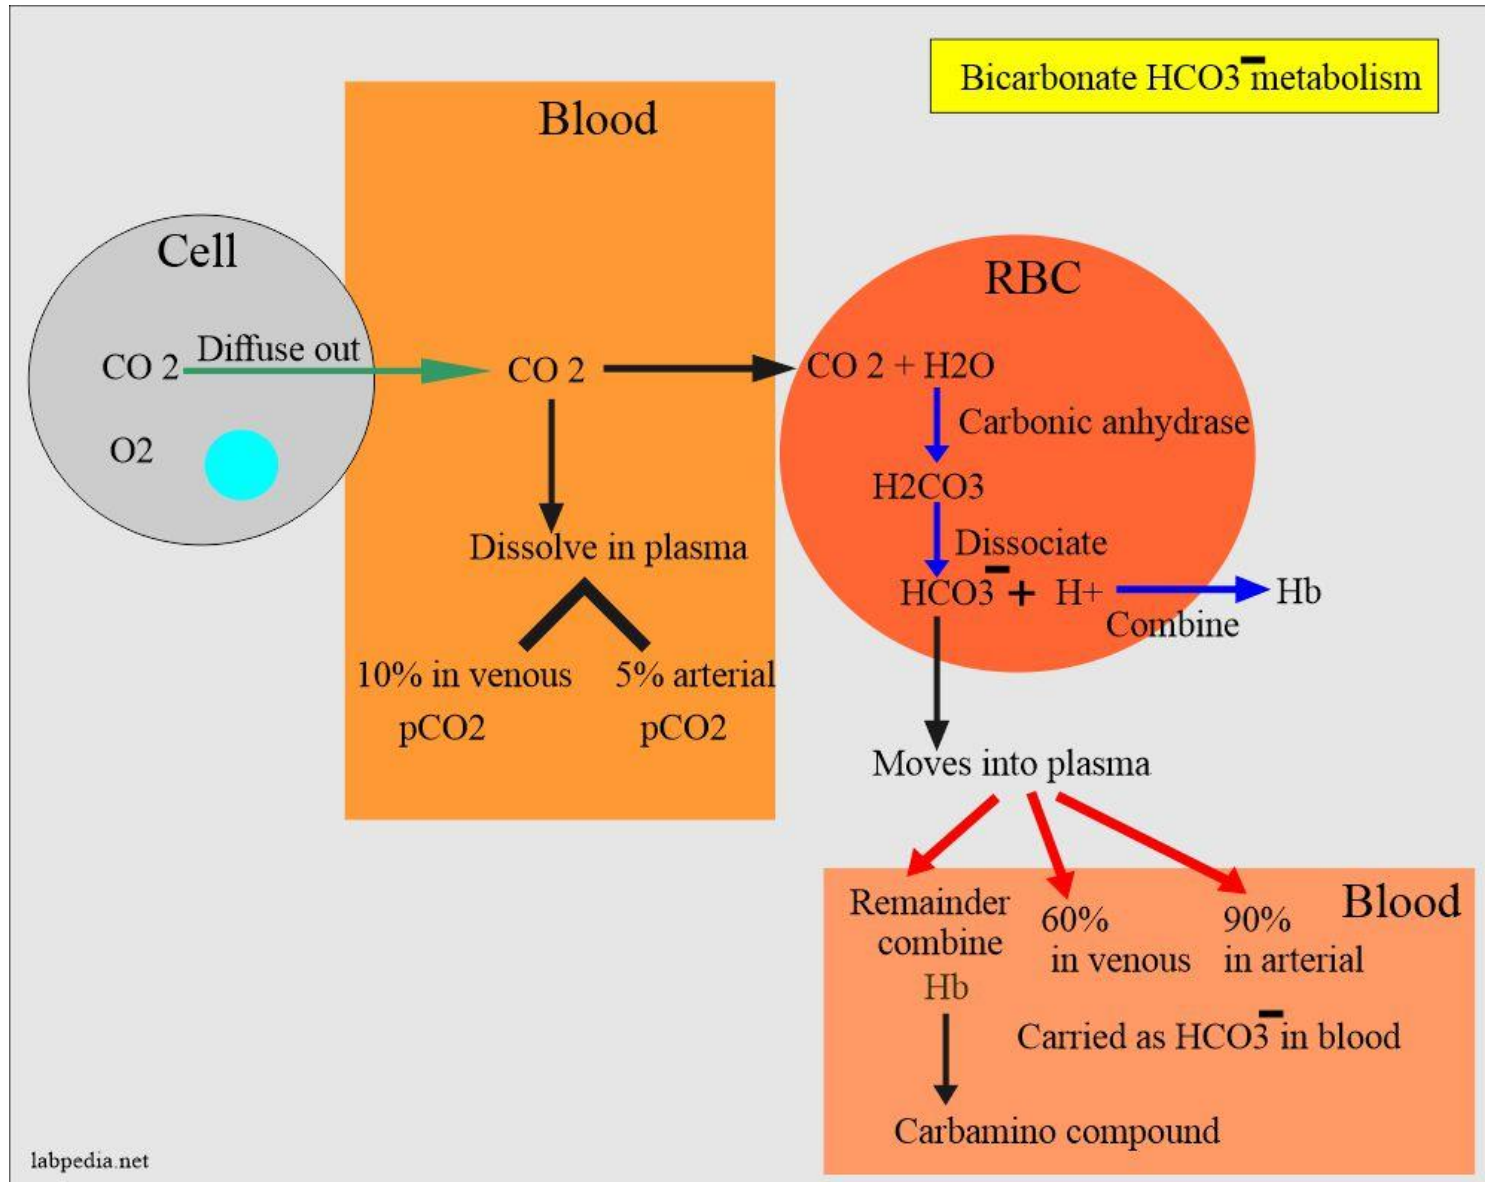 Bicarbonate HCO3⁻ metabolism
Blood
Cell
RBC
CO 2
Diffuse out
CO 2
CO 2 + H2O
Carbonic anhydrase
O2
H2CO3
Dissolve in plasma
Dissociate
HCO3⁻ + H+
Hb
Combine
10% in venous
pCO2
5% arterial
pCO2
Moves into plasma
Blood
Remainder
combine
Hb
60%
in venous
90%
in arterial
Carried as HCO3⁻ in blood
Carbamino compound
labpedia.net